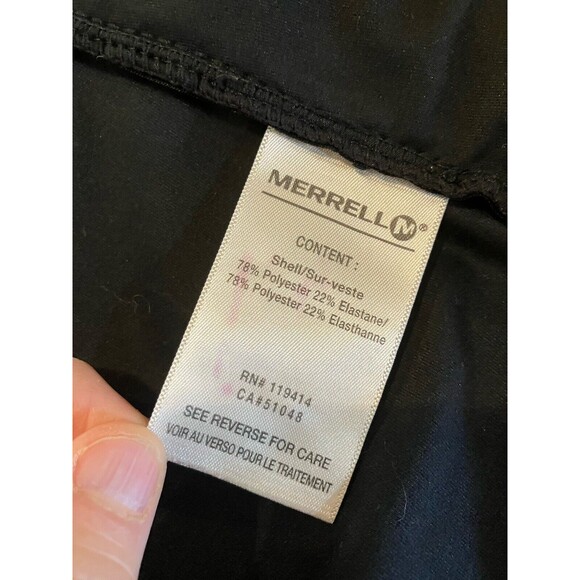 MERRELL M®
CONTENT :
Shell/Sur-veste
78% Polyester 22% Elastane/
78% Polyester 22% Elasthanne
RN# 119414
CA#51048
SEE REVERSE FOR CARE
VOIR AU VERSO POUR LE TRAITEMENT